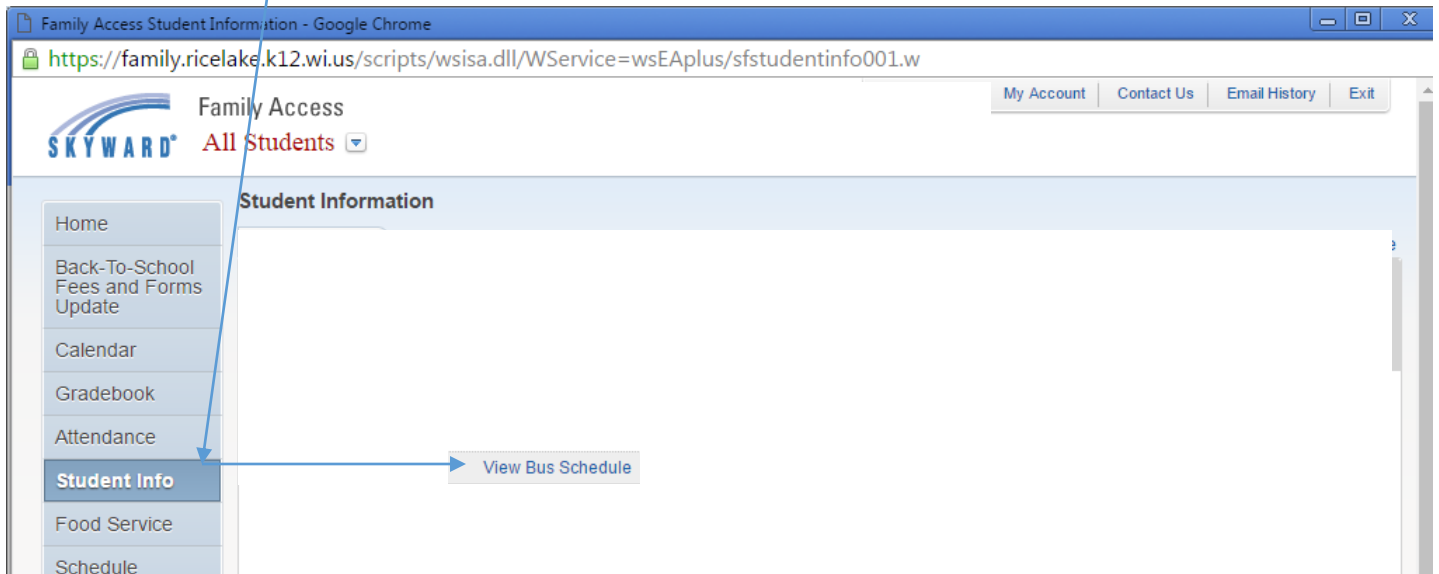 Family Access Student Information - Google Chrome
https://family.ricelake.k12.wi.us/scripts/wsisa.dll/WService=wsEAplus/sfstudentinfo001.w
My Account Contact Us Email History Exit
SKYWARD®
Family Access
All Students
Student Information
Home
Back-To-School
Fees and Forms
Update
Calendar
Gradebook
Attendance
Student Info
View Bus Schedule
Food Service
Schedule